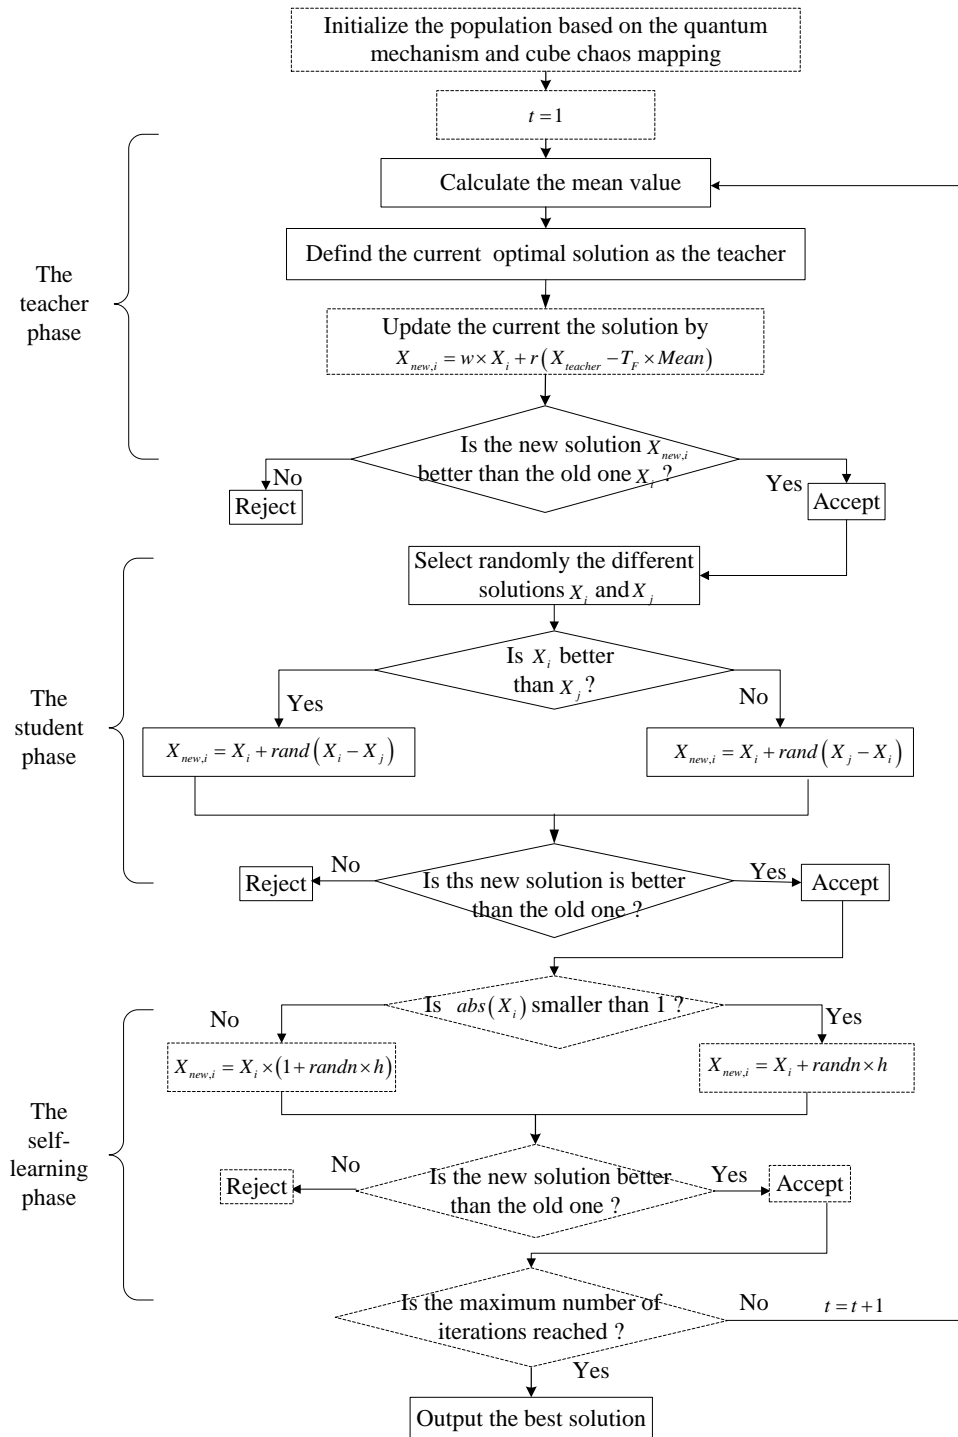 Initialize the population based on the quantum
mechanism and cube chaos mapping
t = 1
Calculate the mean value
Defind the current optimal solution as the teacher
The
teacher
phase
Update the current the solution by
X_{new,i} = w × X_i + r(X_{teacher} − T_F × Mean)
Is the new solution X_{new,i}
better than the old one X_i ?
No
Yes
Reject
Accept
Select randomly the different
solutions X_i and X_j
Is X_i better
than X_j ?
The
student
phase
Yes
No
X_{new,i} = X_i + rand(X_i − X_j)
X_{new,i} = X_i + rand(X_j − X_i)
No
Yes
Reject
Is ths new solution is better
than the old one ?
Accept
Is abs(X_i) smaller than 1 ?
No
Yes
X_{new,i} = X_i × (1 + randn × h)
X_{new,i} = X_i + randn × h
The
self-
learning
phase
No
Yes
Reject
Is the new solution better
than the old one ?
Accept
Is the maximum number of
iterations reached ?
No
t = t + 1
Yes
Output the best solution